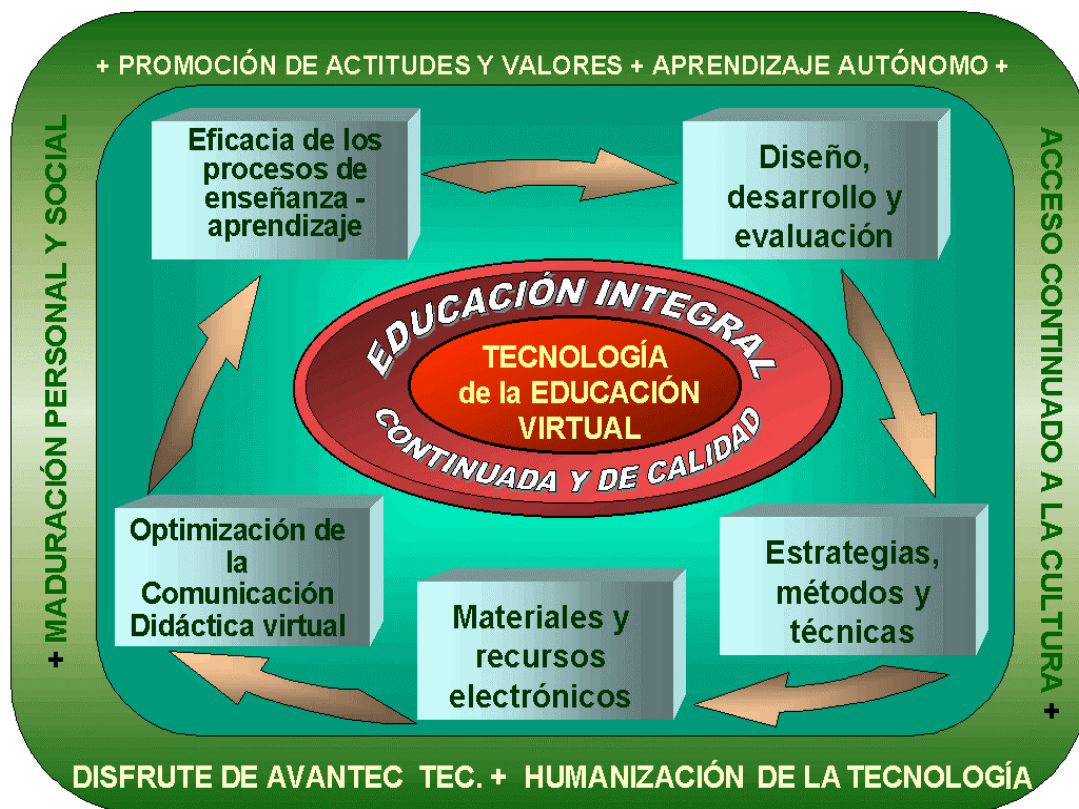 + PROMOCIÓN DE ACTITUDES Y VALORES + APRENDIZAJE AUTÓNOMO +
+ MADURACIÓN PERSONAL Y SOCIAL
Eficacia de los
procesos de
enseñanza -
aprendizaje
Diseño,
desarrollo y
evaluación
ACCESO CONTINUADO A LA CULTURA +
EDUCACIÓN INTEGRAL
TECNOLOGÍA
de la EDUCACIÓN
VIRTUAL
CONTINUADA Y DE CALIDAD
Optimización de
la
Comunicación
Didáctica virtual
Materiales y
recursos
electrónicos
Estrategias,
métodos y
técnicas
DISFRUTE DE AVANTEC TEC. + HUMANIZACIÓN DE LA TECNOLOGÍA